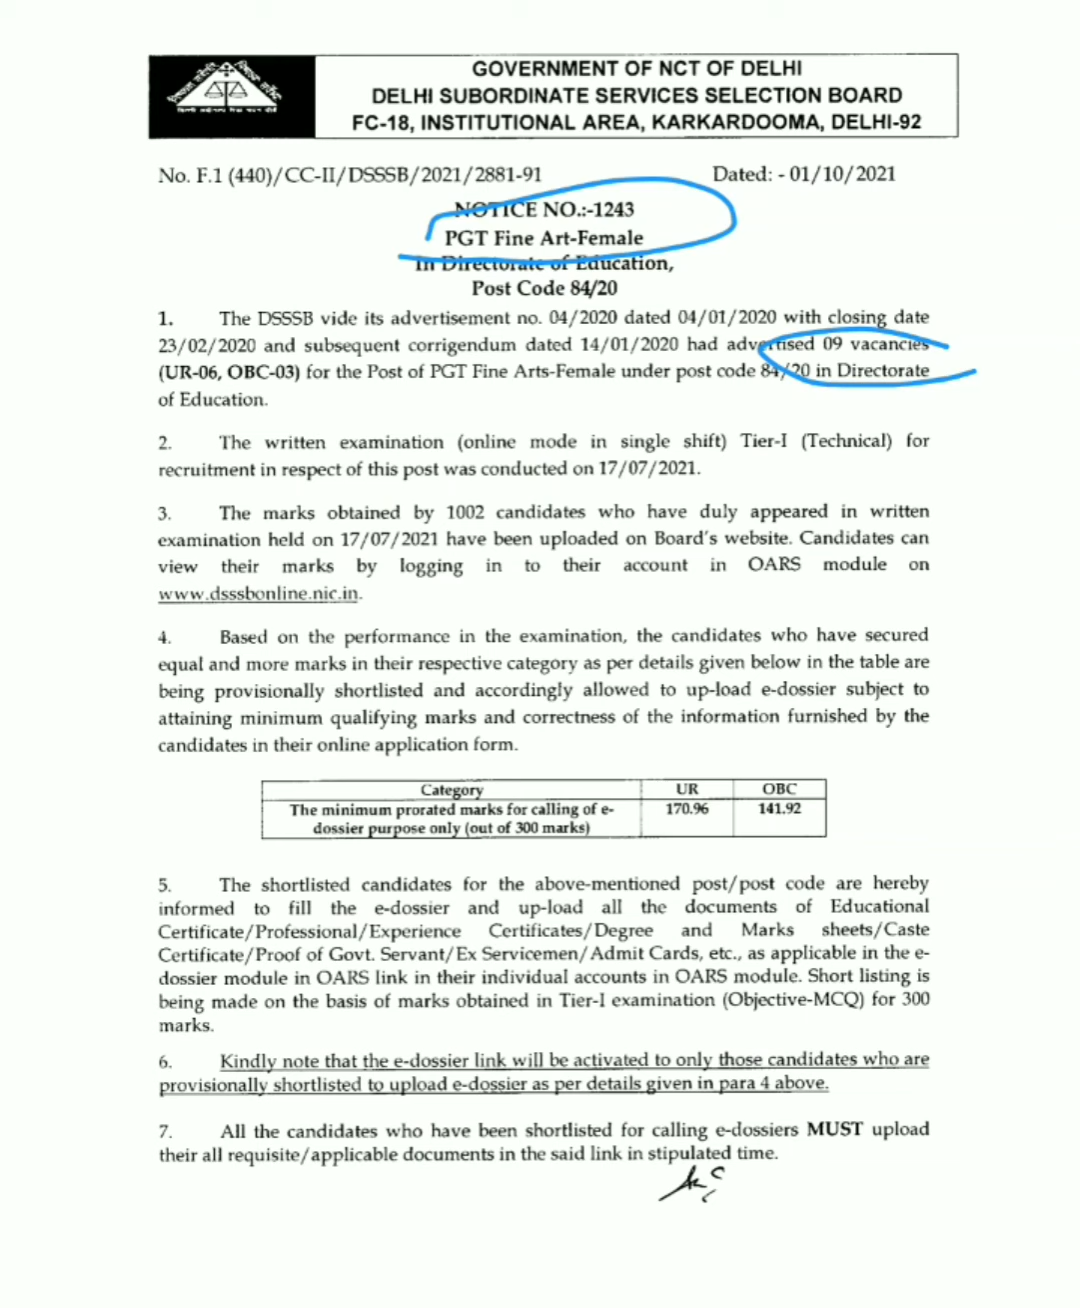 GOVERNMENT OF NCT OF DELHI
DELHI SUBORDINATE SERVICES SELECTION BOARD
FC-18, INSTITUTIONAL AREA, KARKARDOOMA, DELHI-92
No. F.1 (440)/CC-II/DSSSB/2021/2881-91 Dated: - 01/10/2021
NOTICE NO.:-1243
PGT Fine Art-Female
In Directorate of Education,
Post Code 84/20
1. The DSSSB vide its advertisement no. 04/2020 dated 04/01/2020 with closing date
23/02/2020 and subsequent corrigendum dated 14/01/2020 had advertised 09 vacancies
(UR-06, OBC-03) for the Post of PGT Fine Arts-Female under post code 84/20 in Directorate
of Education.
2. The written examination (online mode in single shift) Tier-I (Technical) for
recruitment in respect of this post was conducted on 17/07/2021.
3. The marks obtained by 1002 candidates who have duly appeared in written
examination held on 17/07/2021 have been uploaded on Board's website. Candidates can
view their marks by logging in to their account in OARS module on
www.dsssbonline.nic.in.
4. Based on the performance in the examination, the candidates who have secured
equal and more marks in their respective category as per details given below in the table are
being provisionally shortlisted and accordingly allowed to up-load e-dossier subject to
attaining minimum qualifying marks and correctness of the information furnished by the
candidates in their online application form.
Category UR OBC
The minimum prorated marks for calling of e- 170.96 141.92
dossier purpose only (out of 300 marks)
5. The shortlisted candidates for the above-mentioned post/post code are hereby
informed to fill the e-dossier and up-load all the documents of Educational
Certificate/Professional/Experience Certificates/Degree and Marks sheets/Caste
Certificate/Proof of Govt. Servant/Ex Servicemen/Admit Cards, etc., as applicable in the e-
dossier module in OARS link in their individual accounts in OARS module. Short listing is
being made on the basis of marks obtained in Tier-I examination (Objective-MCQ) for 300
marks.
6. Kindly note that the e-dossier link will be activated to only those candidates who are
provisionally shortlisted to upload e-dossier as per details given in para 4 above.
7. All the candidates who have been shortlisted for calling e-dossiers MUST upload
their all requisite/applicable documents in the said link in stipulated time.